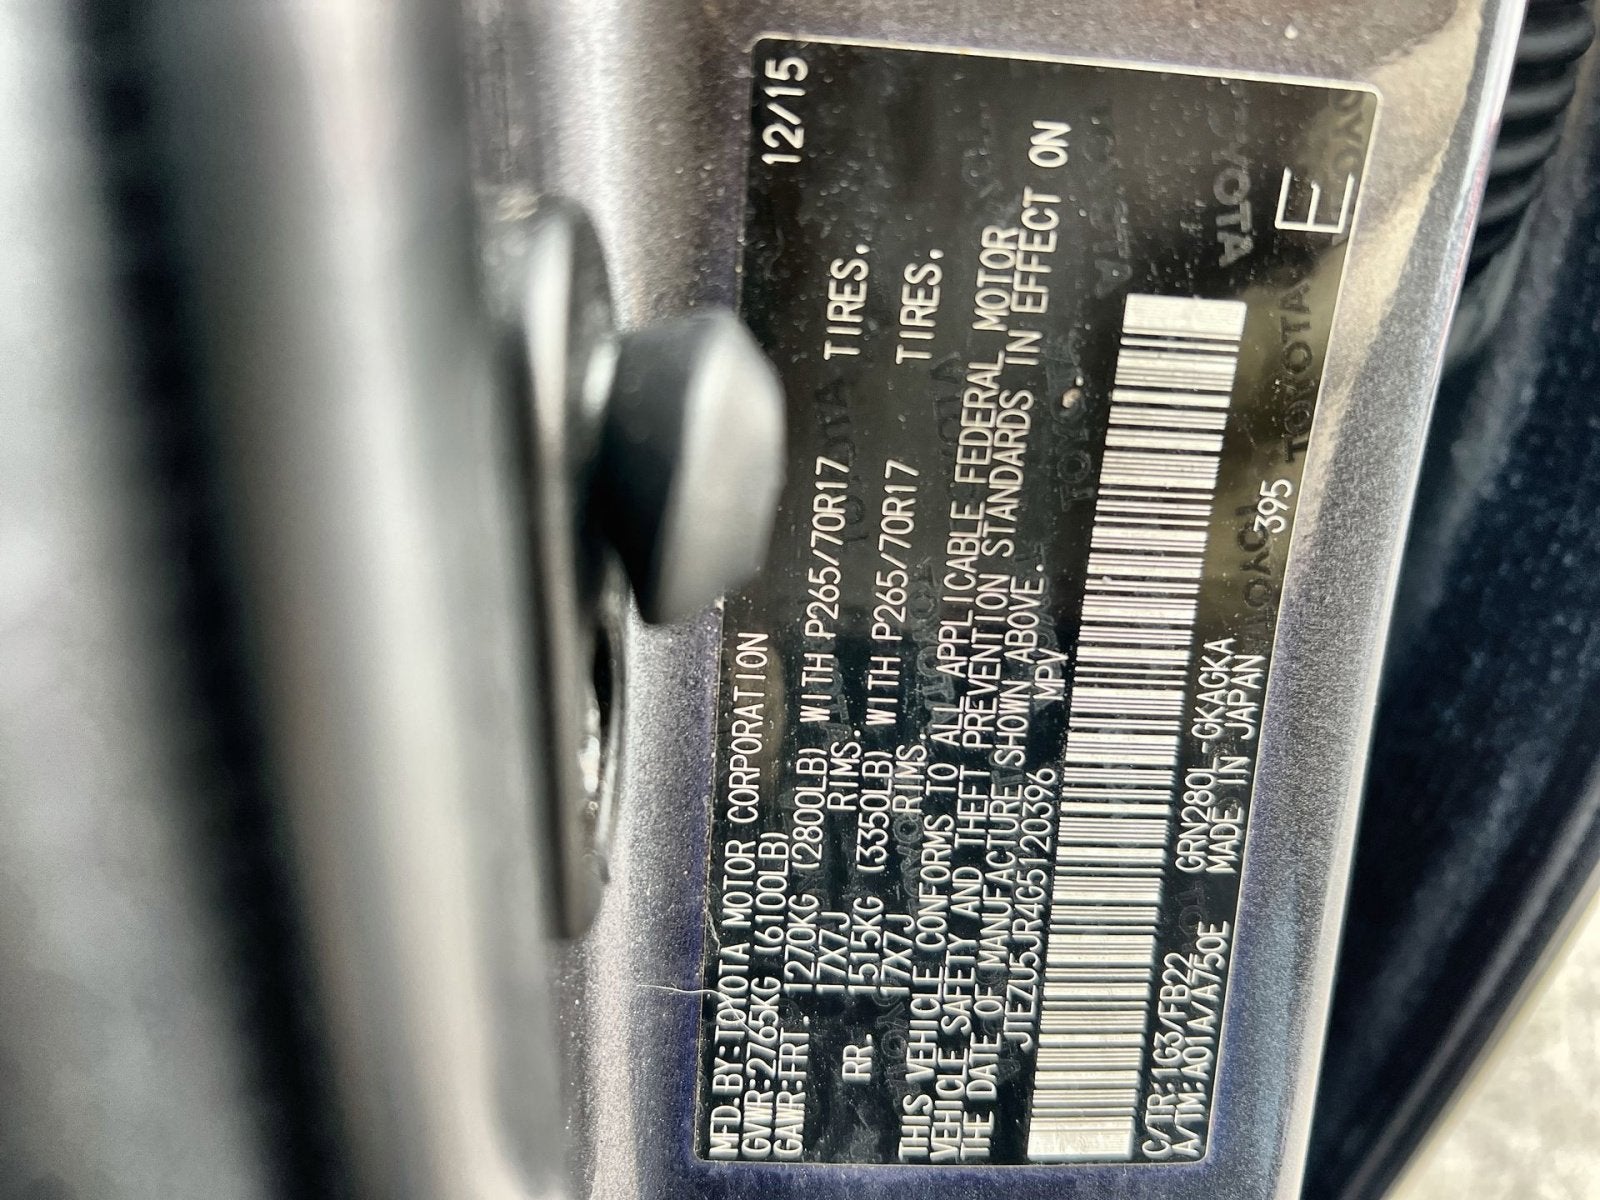 MFD.BY:TOYOTA MOTOR CORPORATION 12/15
GVWR:2765KG (6100LB)
GAWR:FRT. 1270KG (2800LB) WITH P265/70R17 TIRES.
17X7J RIMS.
RR. 1515KG (3350LB) WITH P265/70R17 TIRES.
17X7J RIMS.
THIS VEHICLE CONFORMS TO ALL APPLICABLE FEDERAL MOTOR
VEHICLE SAFETY AND THEFT PREVENTION STANDARDS IN EFFECT ON
THE DATE OF MANUFACTURE SHOWN ABOVE.
JTEZU5JR4G5120396 MPV
C/TR:1G3/FB22 GRN280L-GKAGKA 395
A/TM:A01A/A750E MADE IN JAPAN
E
TOYOTA
TOYOTA
TOYOTA